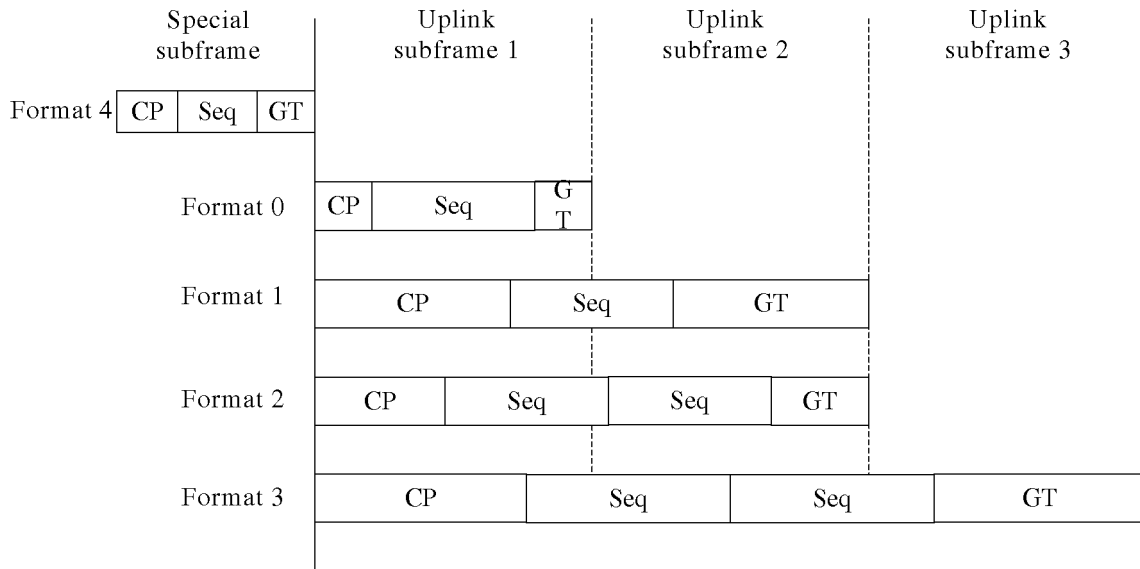 Special subframe
Uplink subframe 1
Uplink subframe 2
Uplink subframe 3
Format 4 CP Seq GT
Format 0 CP Seq GT
Format 1 CP Seq GT
Format 2 CP Seq Seq GT
Format 3 CP Seq Seq GT